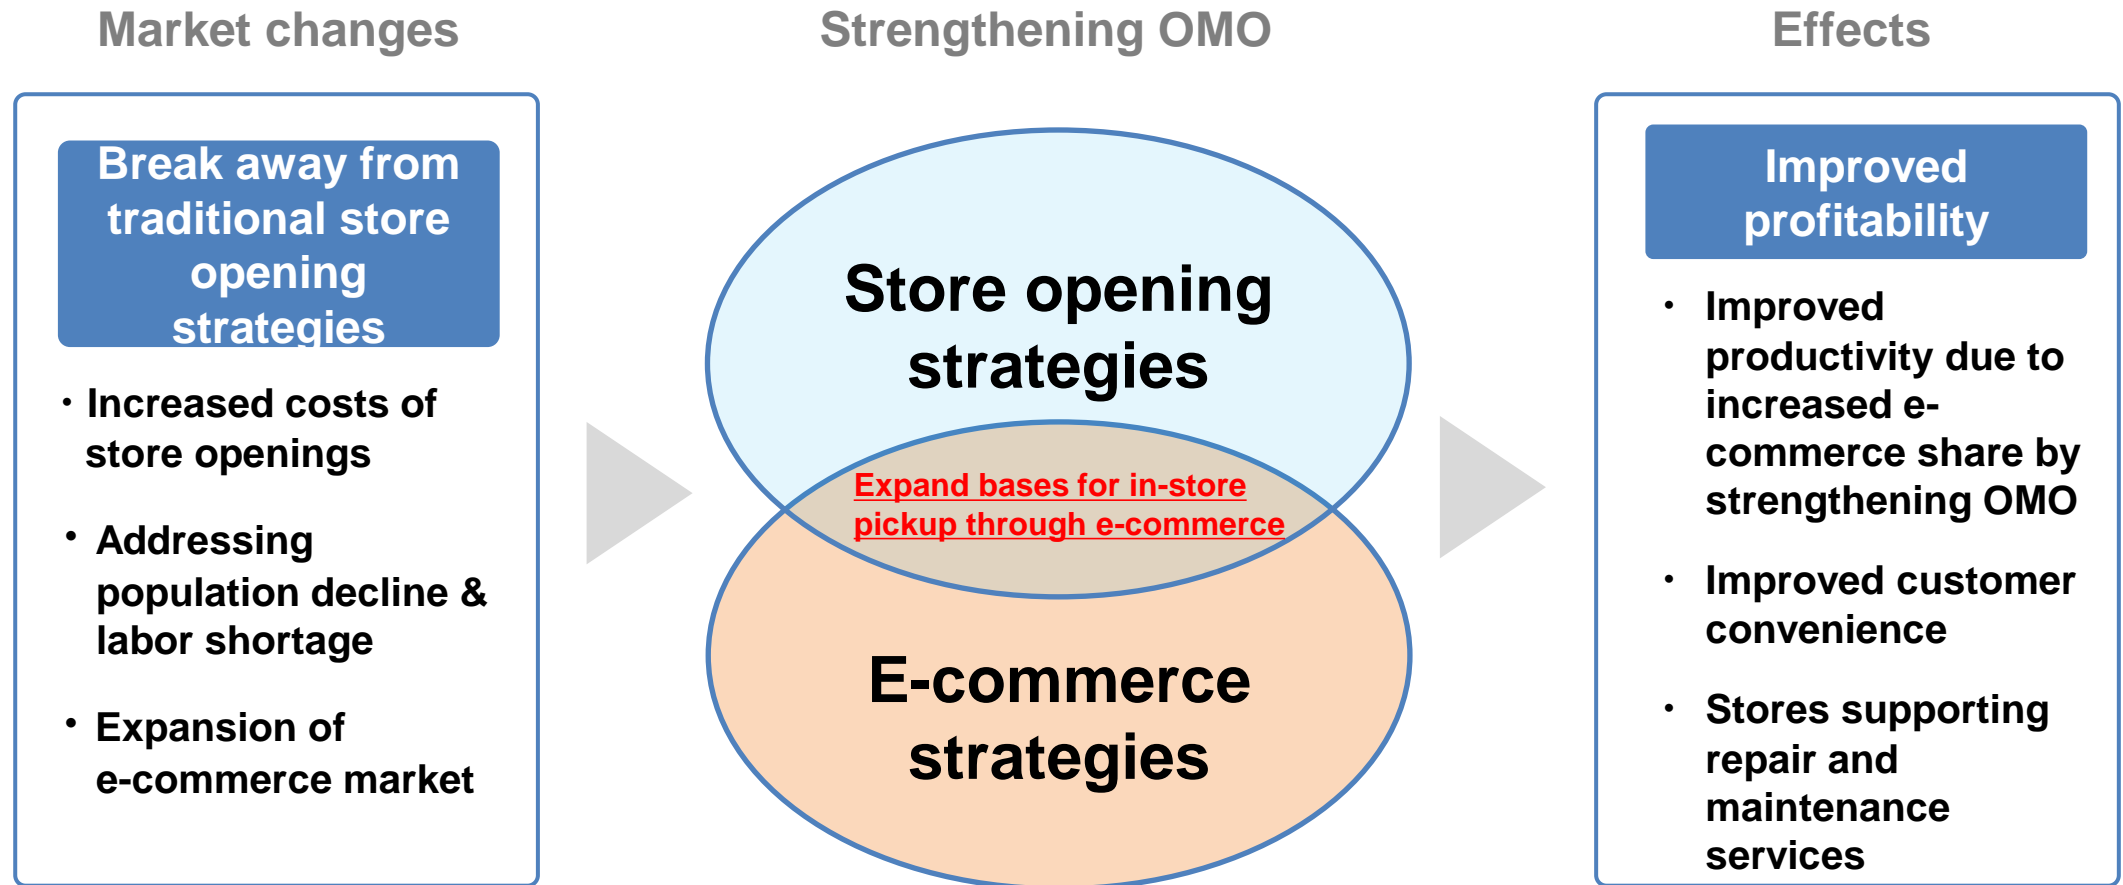 Market changes
Break away from
traditional store
opening
strategies
・Increased costs of
store openings
・Addressing
population decline &
labor shortage
・Expansion of
e-commerce market
Strengthening OMO
Store opening
strategies
Expand bases for in-store
pickup through e-commerce
E-commerce
strategies
Effects
Improved
profitability
・ Improved
productivity due to
increased e-
commerce share by
strengthening OMO
・ Improved customer
convenience
・ Stores supporting
repair and
maintenance
services